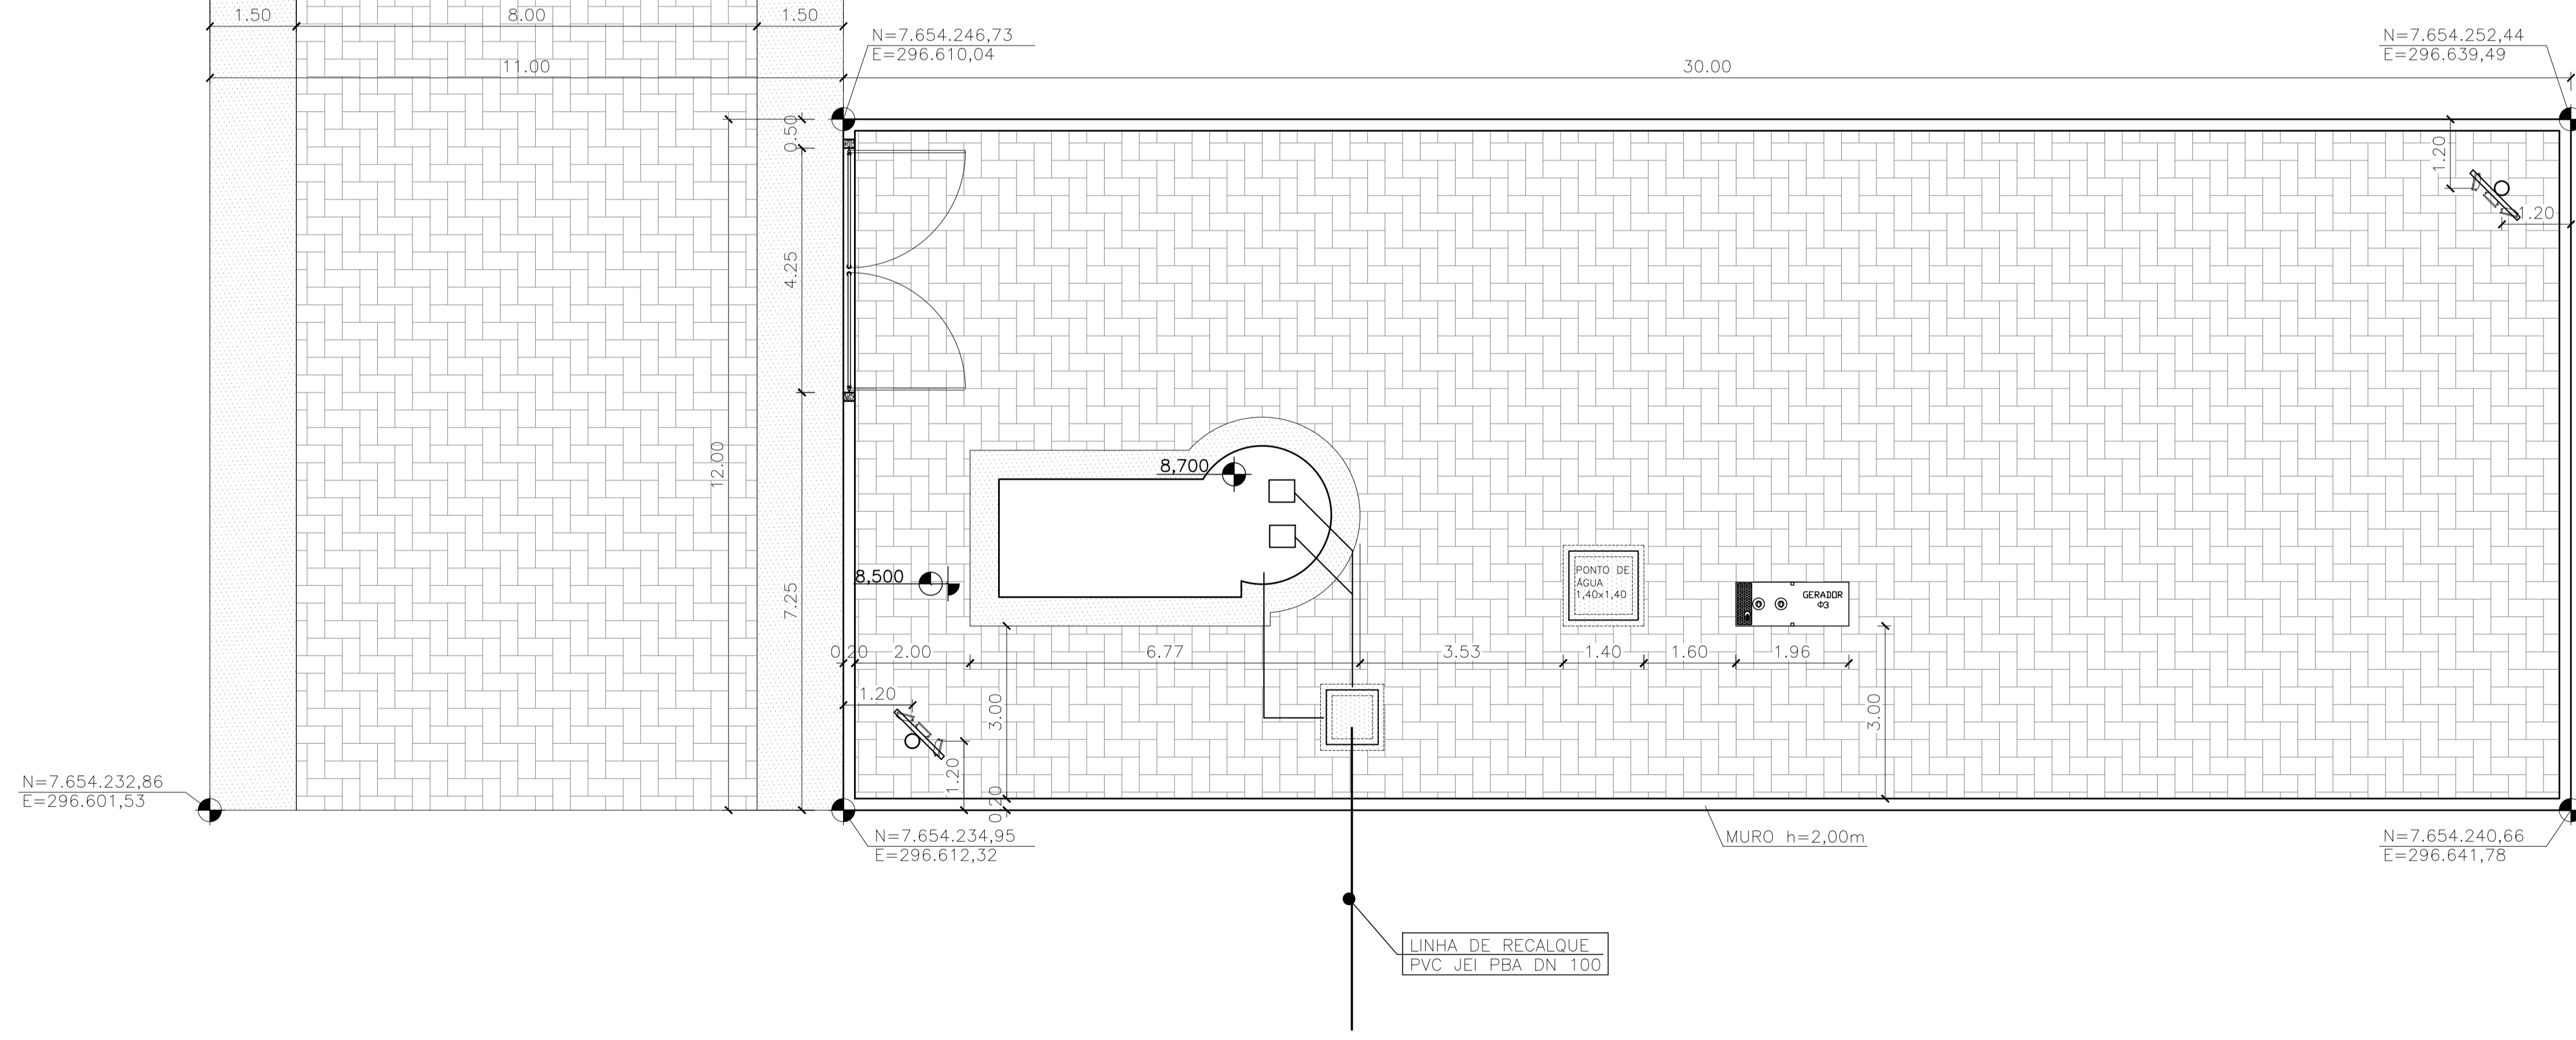 1.50
8.00
1.50
N=7.654.246,73
E=296.610,04
N=7.654.252,44
E=296.639,49
11.00
30.00
0.50
1.20
1.20
4.25
12.00
8,700
8,500
7.25
PONTO DE
ÁGUA
1,40x1,40
GERADOR
Φ3
0.20
2.00
6.77
3.53
1.40
1.60
1.96
1.20
3.00
3.00
1.20
0.20
N=7.654.232,86
E=296.601,53
N=7.654.234,95
E=296.612,32
MURO h=2,00m
N=7.654.240,66
E=296.641,78
LINHA DE RECALQUE
PVC JEI PBA DN 100